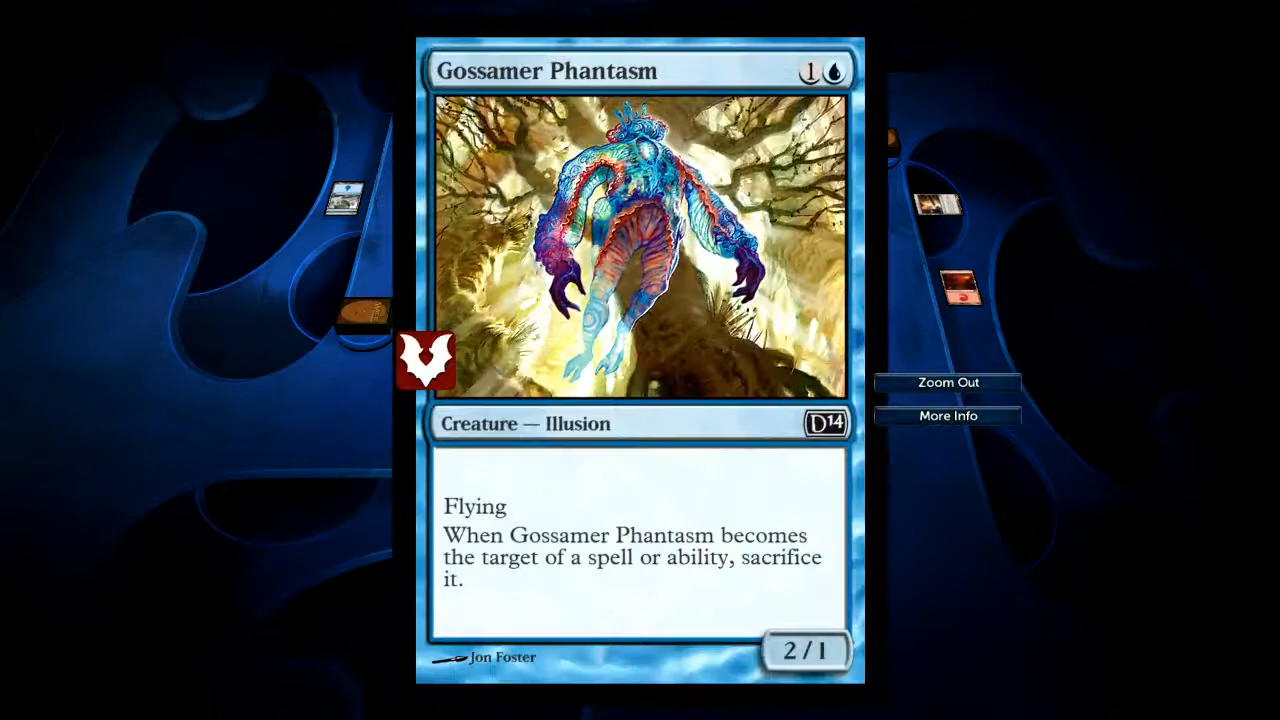 Gossamer Phantasm
1
Zoom Out
More Info
Creature — Illusion
D14
Flying
When Gossamer Phantasm becomes
the target of a spell or ability, sacrifice
it.
2/1
Jon Foster